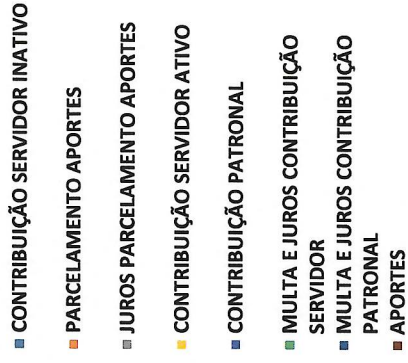 CONTRIBUIÇÃO SERVIDOR INATIVO
PARCELAMENTO APORTES
JUROS PARCELAMENTO APORTES
CONTRIBUIÇÃO SERVIDOR ATIVO
CONTRIBUIÇÃO PATRONAL
MULTA E JUROS CONTRIBUIÇÃO
SERVIDOR
MULTA E JUROS CONTRIBUIÇÃO
PATRONAL
APORTES